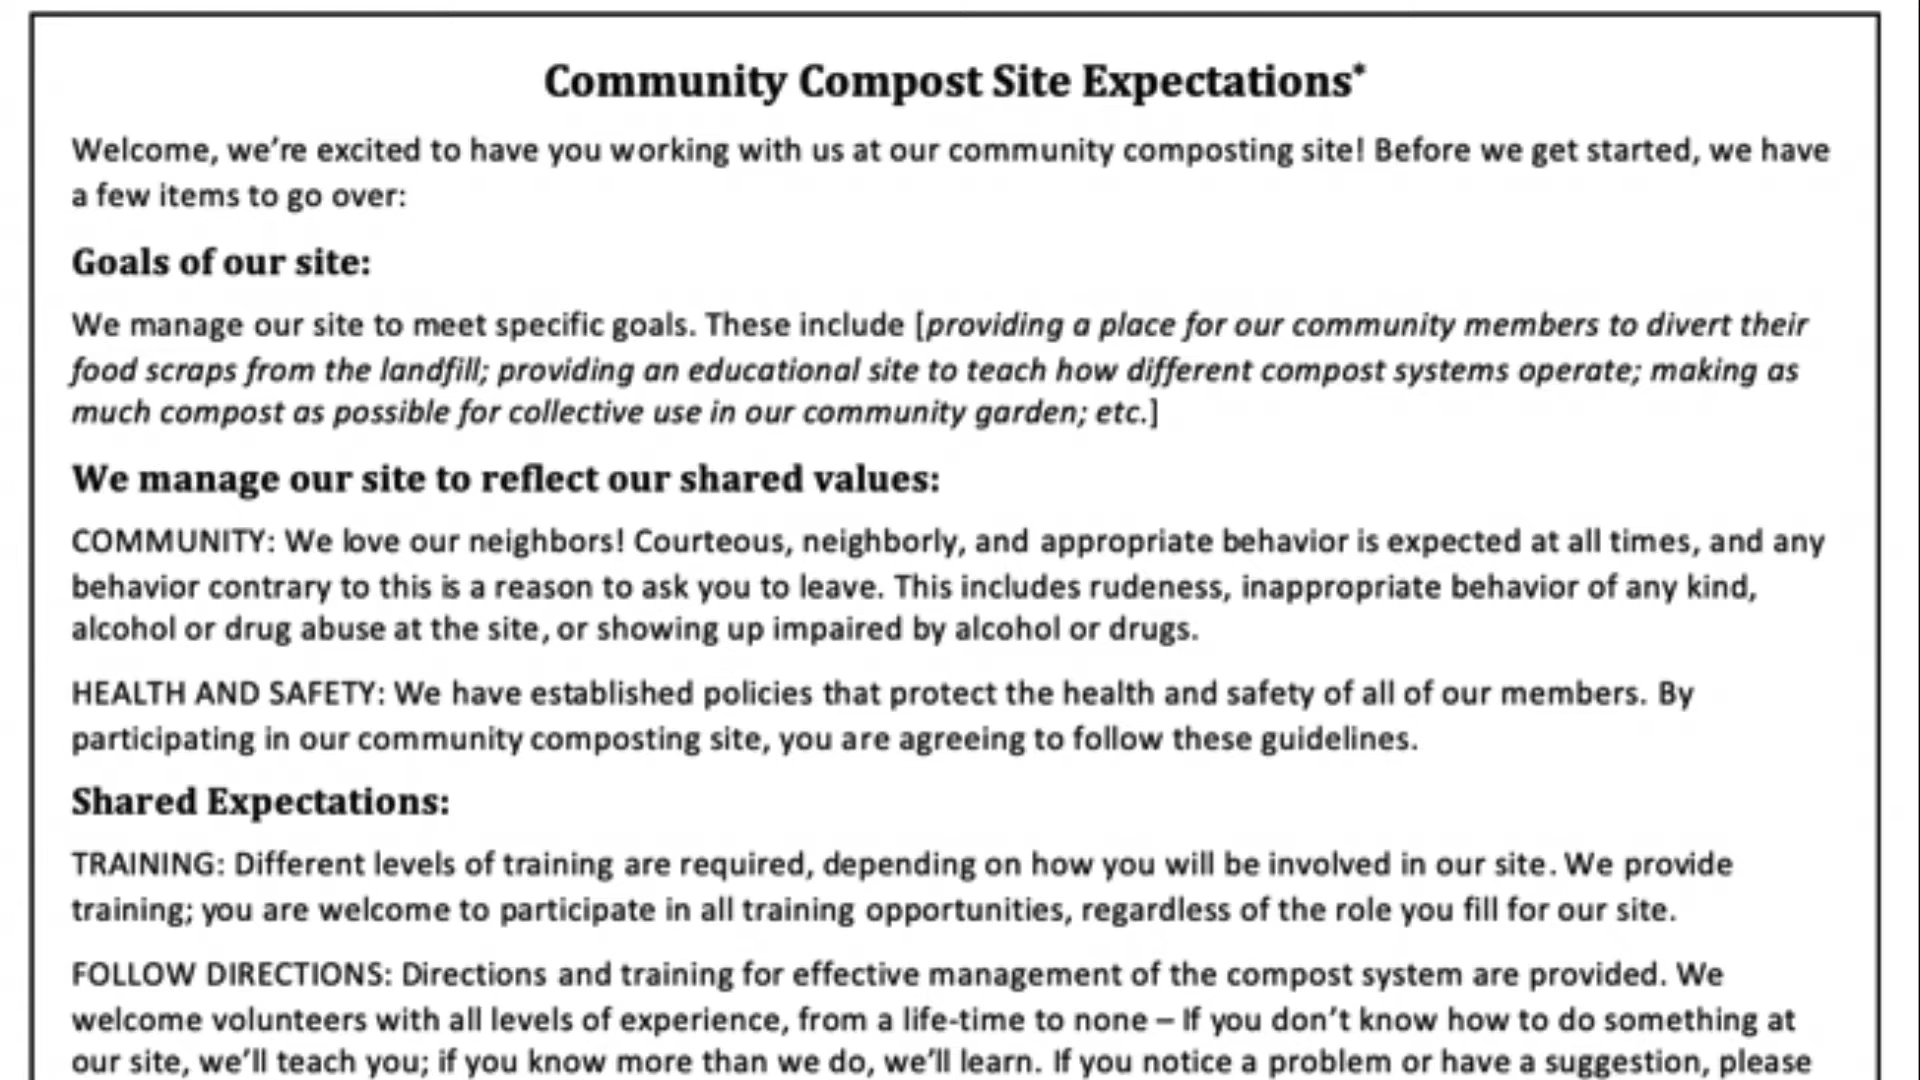 Community Compost Site Expectations*
Welcome, we're excited to have you working with us at our community composting site! Before we get started, we have
a few items to go over:
Goals of our site:
We manage our site to meet specific goals. These include [providing a place for our community members to divert their
food scraps from the landfill; providing an educational site to teach how different compost systems operate; making as
much compost as possible for collective use in our community garden; etc.]
We manage our site to reflect our shared values:
COMMUNITY: We love our neighbors! Courteous, neighborly, and appropriate behavior is expected at all times, and any
behavior contrary to this is a reason to ask you to leave. This includes rudeness, inappropriate behavior of any kind,
alcohol or drug abuse at the site, or showing up impaired by alcohol or drugs.
HEALTH AND SAFETY: We have established policies that protect the health and safety of all of our members. By
participating in our community composting site, you are agreeing to follow these guidelines.
Shared Expectations:
TRAINING: Different levels of training are required, depending on how you will be involved in our site. We provide
training; you are welcome to participate in all training opportunities, regardless of the role you fill for our site.
FOLLOW DIRECTIONS: Directions and training for effective management of the compost system are provided. We
welcome volunteers with all levels of experience, from a life-time to none – If you don't know how to do something at
our site, we'll teach you; if you know more than we do, we'll learn. If you notice a problem or have a suggestion, please